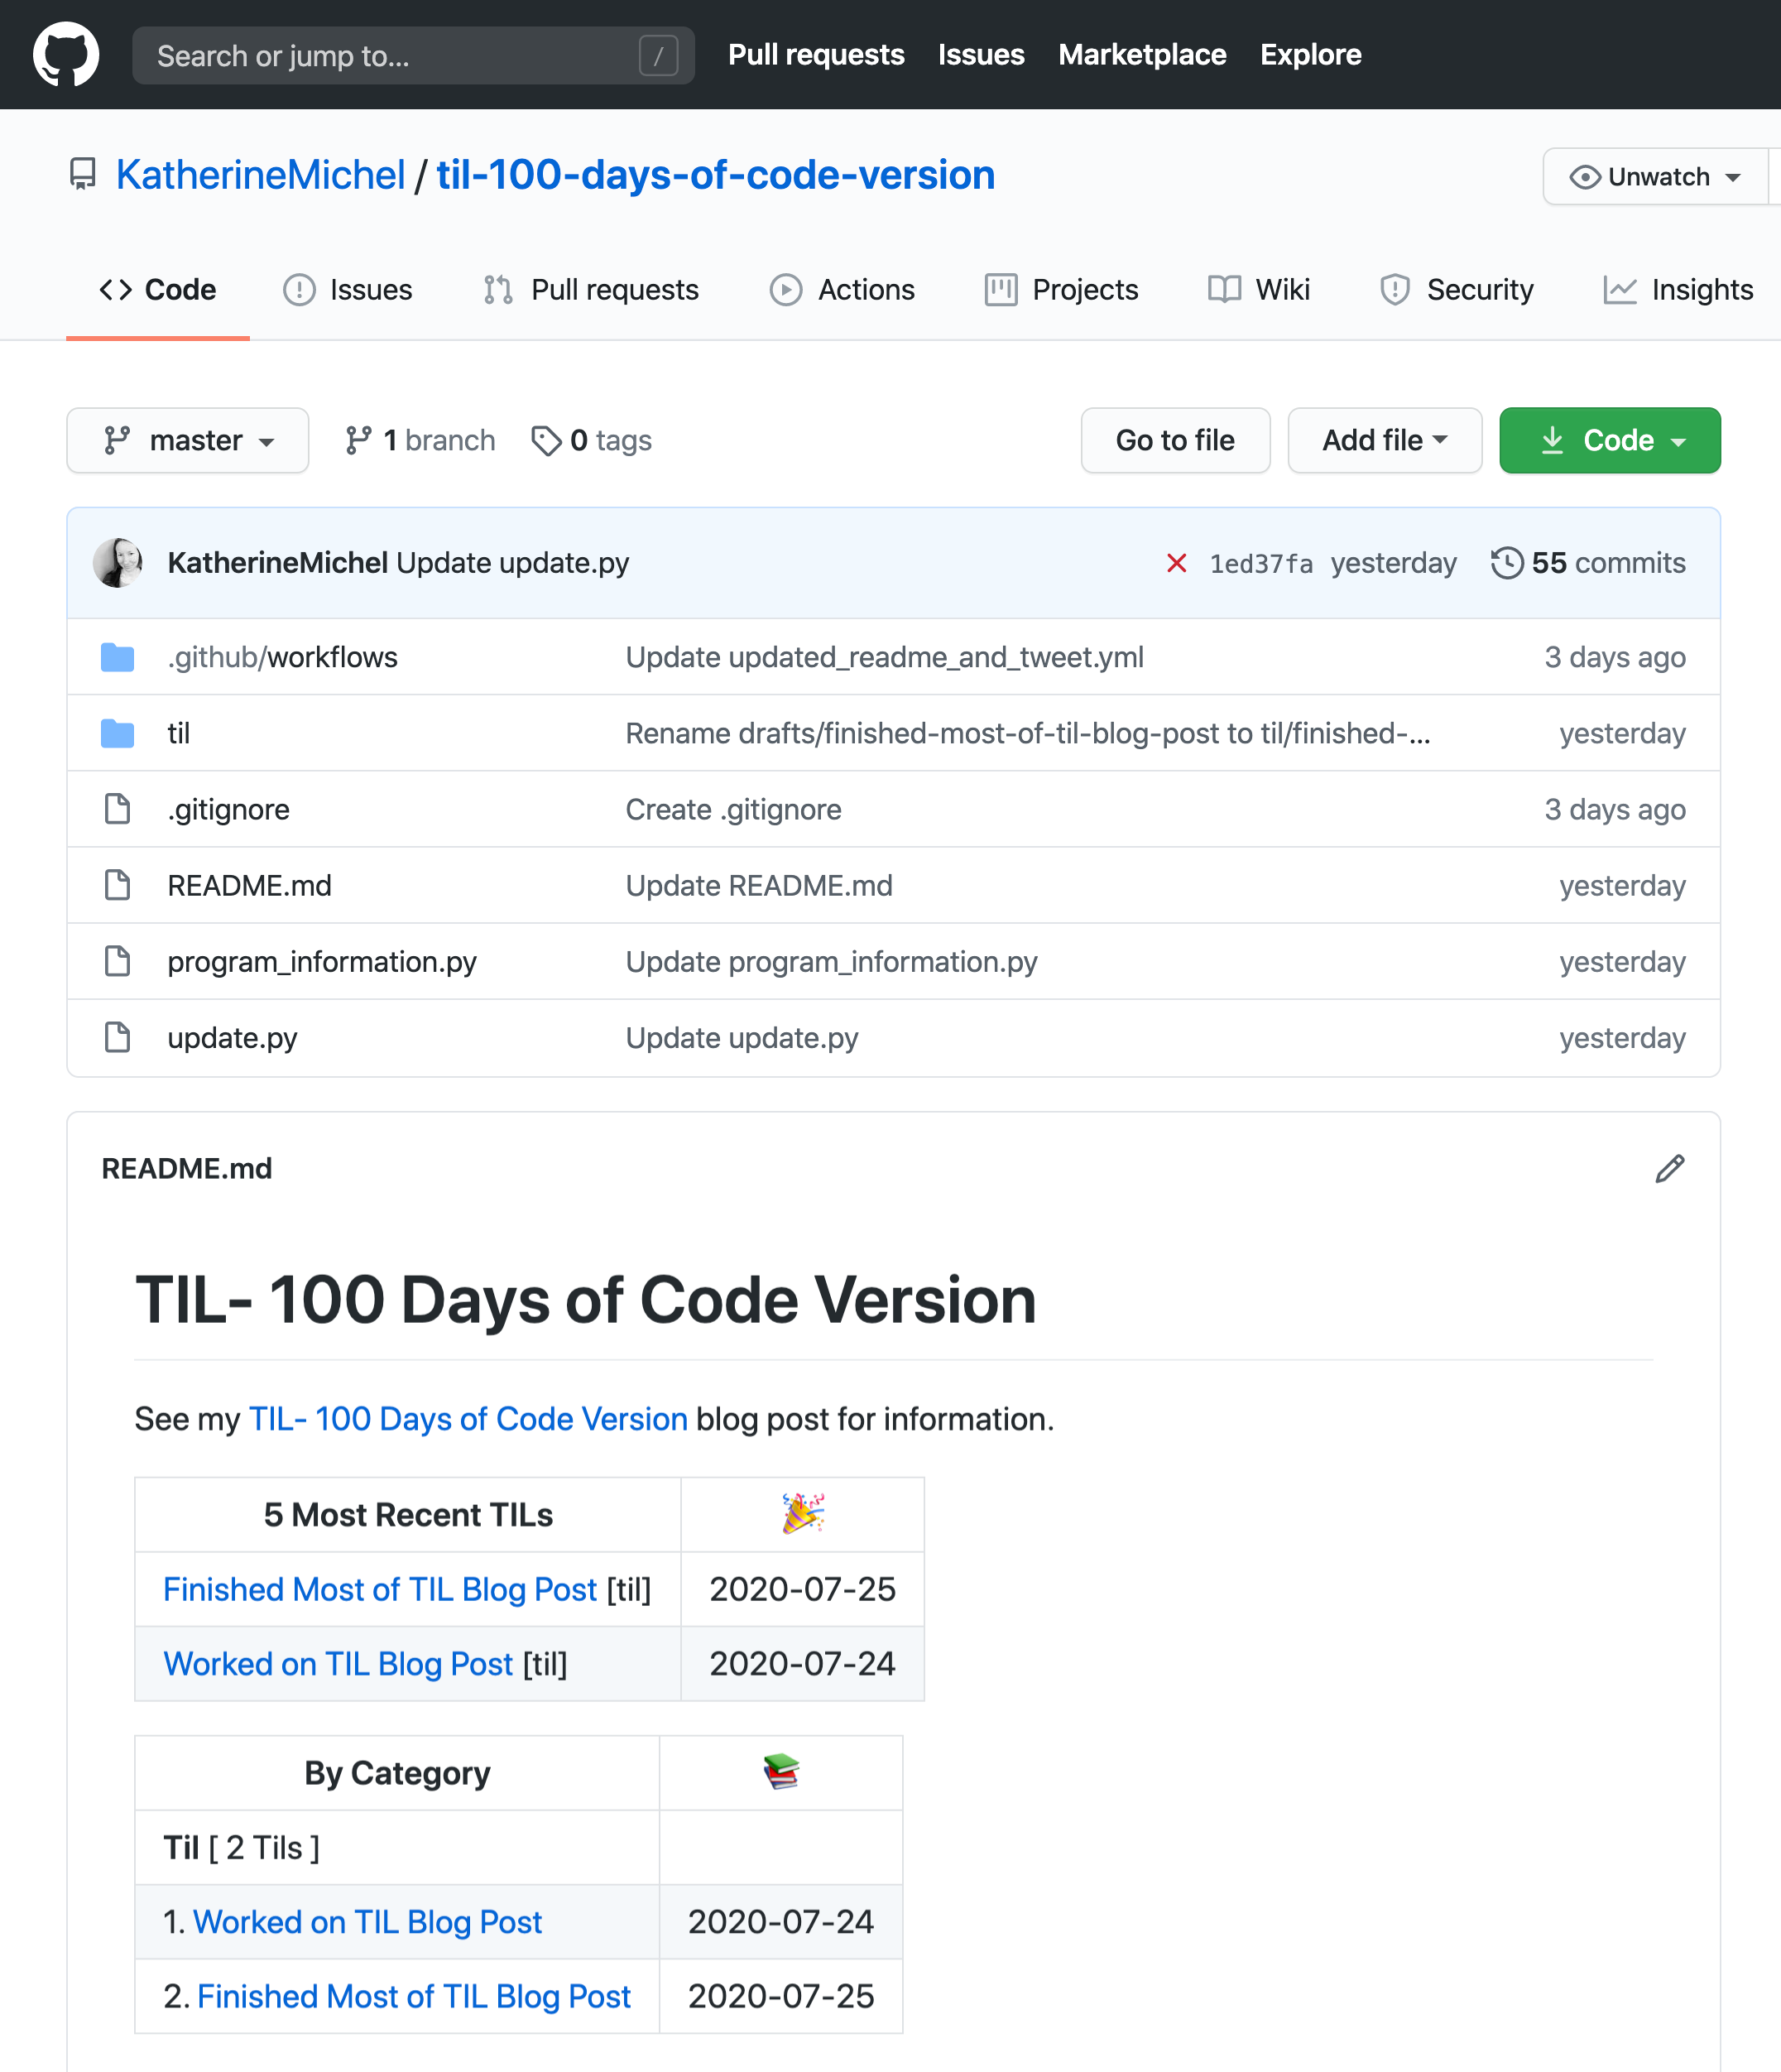 Search or jump to... / Pull requests Issues Marketplace Explore
KatherineMichel / til-100-days-of-code-version Unwatch
Code Issues Pull requests Actions Projects Wiki Security Insights
master 1 branch 0 tags Go to file Add file Code
KatherineMichel Update update.py 1ed37fa yesterday 55 commits
.github/workflows Update updated_readme_and_tweet.yml 3 days ago
til Rename drafts/finished-most-of-til-blog-post to til/finished-... yesterday
.gitignore Create .gitignore 3 days ago
README.md Update README.md yesterday
program_information.py Update program_information.py yesterday
update.py Update update.py yesterday
README.md
TIL- 100 Days of Code Version
See my TIL- 100 Days of Code Version blog post for information.
5 Most Recent TILs 🎉
Finished Most of TIL Blog Post [til] 2020-07-25
Worked on TIL Blog Post [til] 2020-07-24
By Category 📚
Til [ 2 Tils ]
1. Worked on TIL Blog Post 2020-07-24
2. Finished Most of TIL Blog Post 2020-07-25